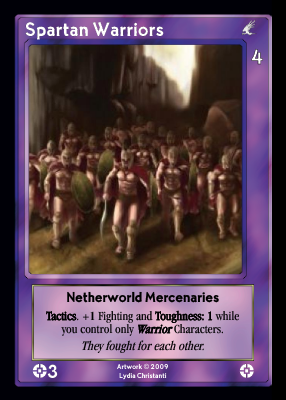 Spartan Warriors
4
Netherworld Mercenaries
Tactics. +1 Fighting and Toughness: 1 while
you control only Warrior Characters.
They fought for each other.
3
Artwork © 2009
Lydia Christanti